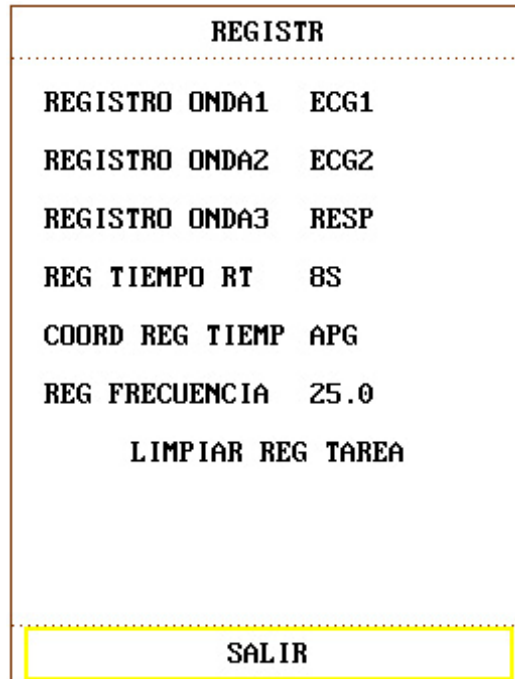 REGISTR
REGISTRO ONDA1 ECG1
REGISTRO ONDA2 ECG2
REGISTRO ONDA3 RESP
REG TIEMPO RT 8S
COORD REG TIEMP APG
REG FRECUENCIA 25.0
LIMPIAR REG TAREA
SALIR